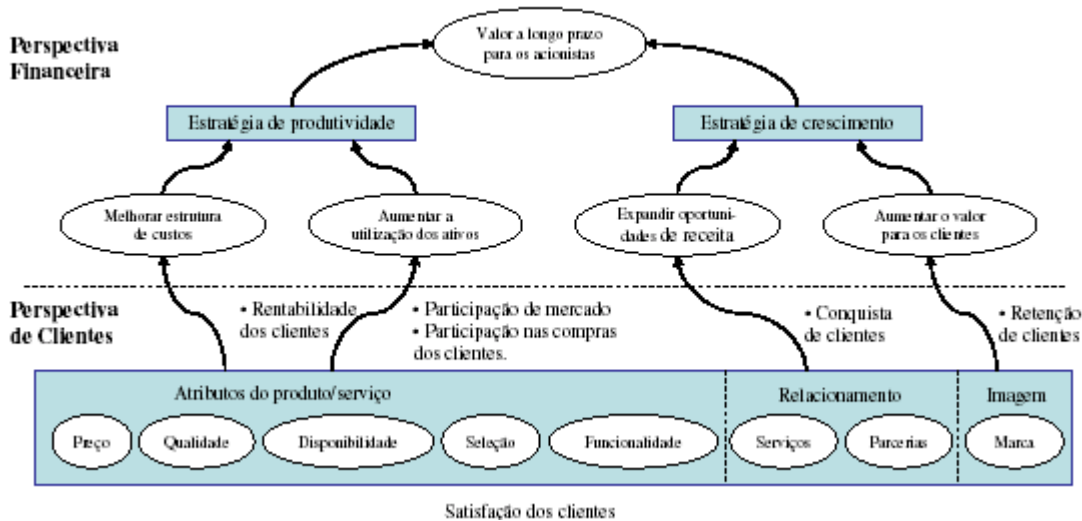 Perspectiva
Financeira
Valor a longo prazo
para os acionistas
Estratégia de produtividade
Estratégia de crescimento
Melhorar estrutura
de custos
Aumentar a
utilização dos ativos
Expandir oportuni-
dades de receita
Aumentar o valor
para os clientes
Perspectiva
de Clientes
• Rentabilidade
dos clientes
• Participação de mercado
• Participação nas compras
dos clientes.
• Conquista
de clientes
• Retenção
de clientes
Atributos do produto/serviço
Relacionamento
Imagem
Preço
Qualidade
Disponibilidade
Seleção
Funcionalidade
Serviços
Parcerias
Marca
Satisfação dos clientes